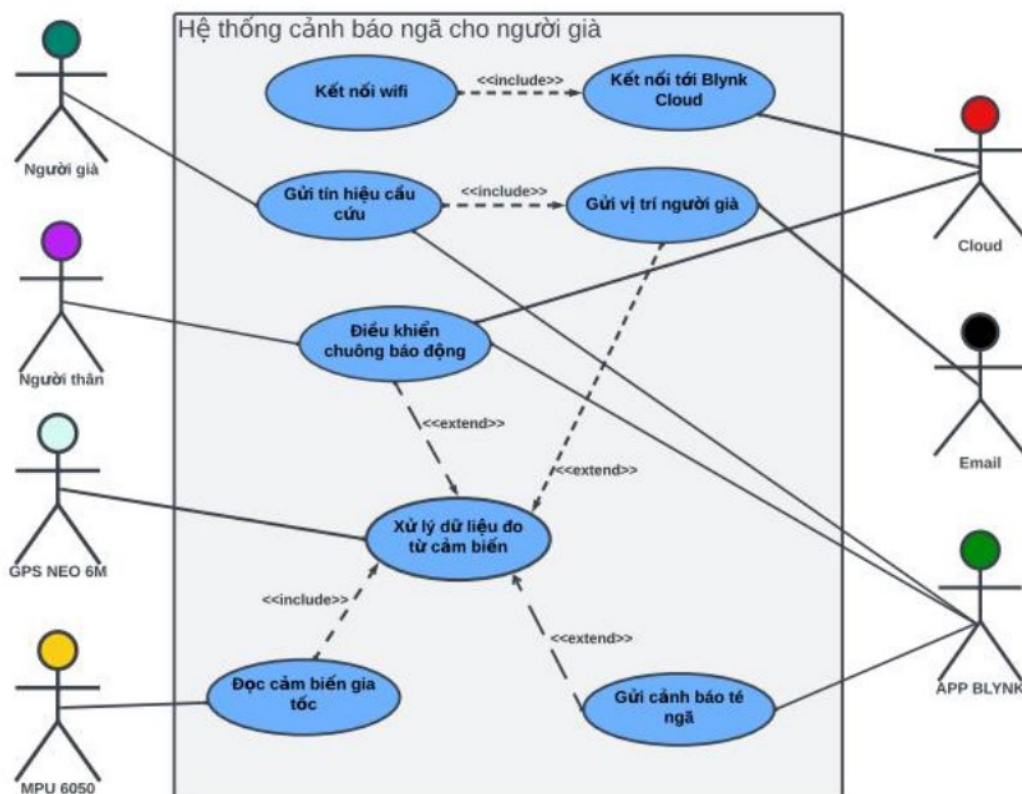 Hệ thống cảnh báo ngã cho người già
Kết nối wifi
<<include>>
Kết nối tới Blynk
Cloud
Người già
Gửi tín hiệu cầu
cứu
<<include>>
Gửi vị trí người già
Cloud
Người thân
Điều khiển
chuông báo động
<<extend>>
<<extend>>
Email
GPS NEO 6M
Xử lý dữ liệu đo
từ cảm biến
<<include>>
<<extend>>
Đọc cảm biến gia
tốc
Gửi cảnh báo té
ngã
APP BLYNK
MPU 6050